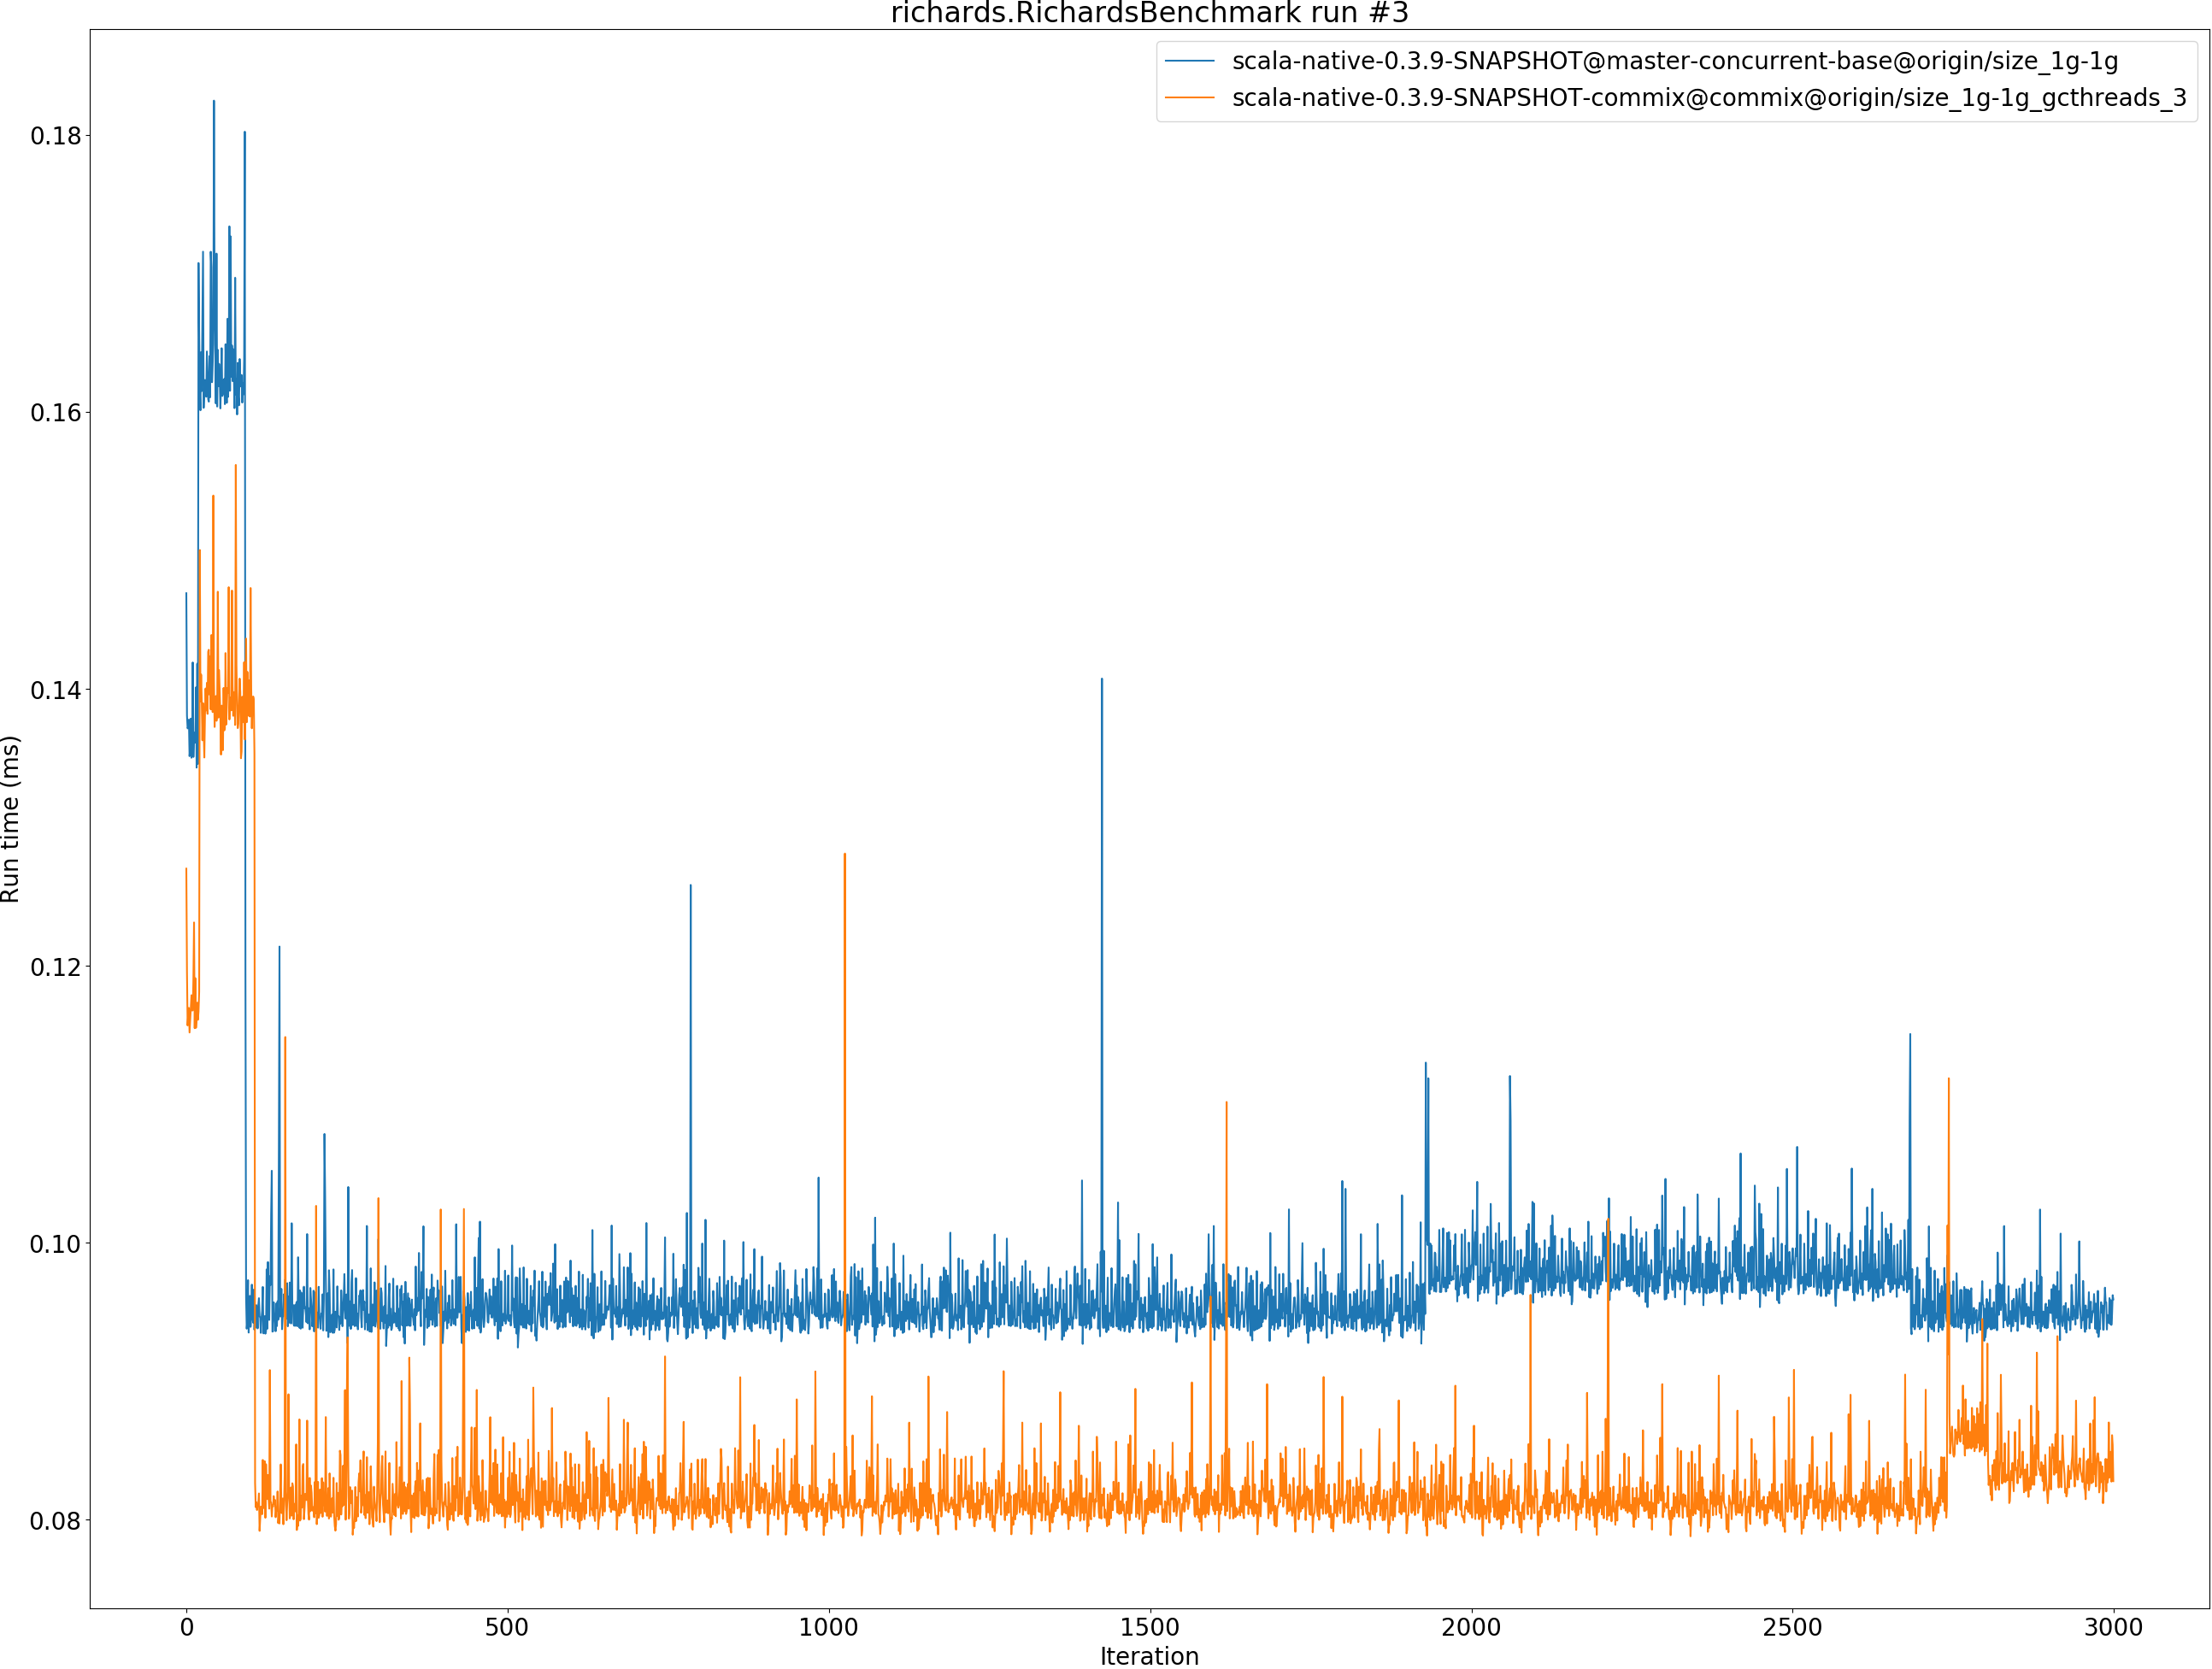 richards.RichardsBenchmark run #3
scala-native-0.3.9-SNAPSHOT@master-concurrent-base@origin/size_1g-1g
scala-native-0.3.9-SNAPSHOT-commix@commix@origin/size_1g-1g_gcthreads_3
Run time (ms)
0.18
0.16
0.14
0.12
0.10
0.08
0 500 1000 1500 2000 2500 3000
Iteration